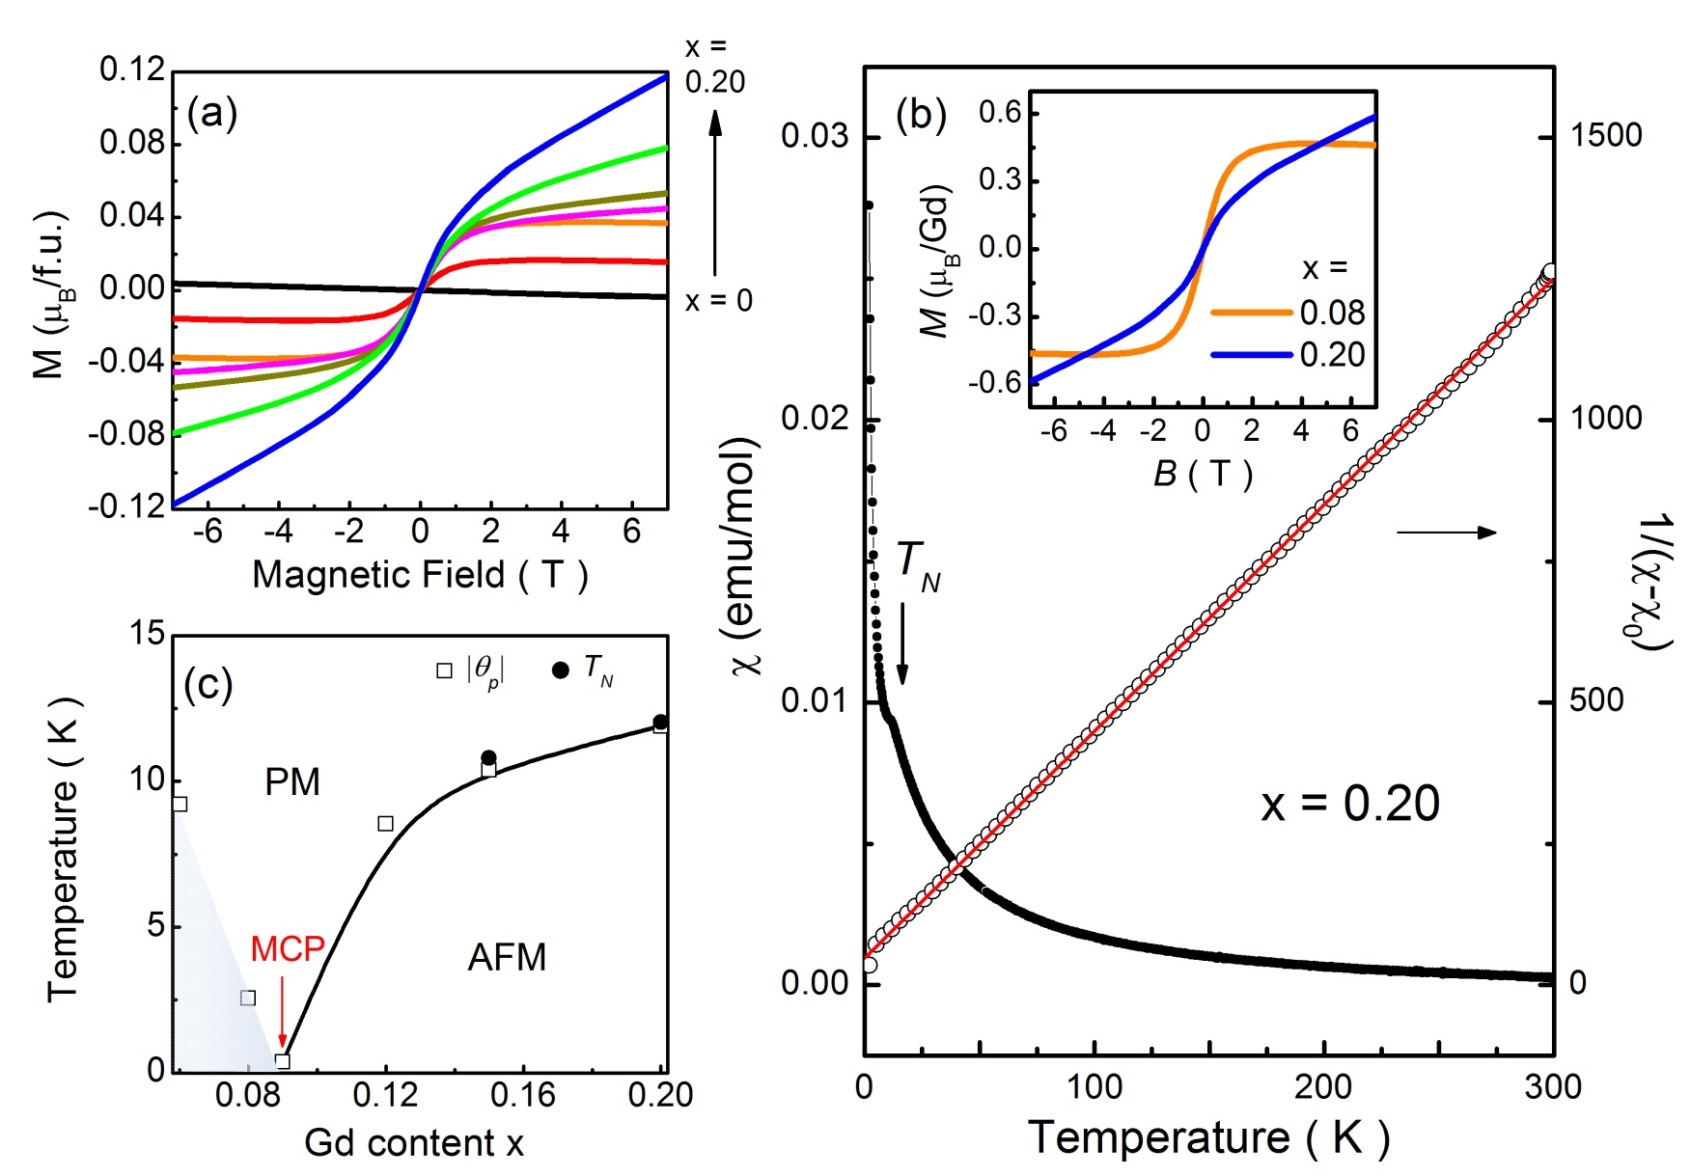 (a)
0.12
0.08
0.04
0.00
-0.04
-0.08
-0.12
M (μB/f.u.)
-6 -4 -2 0 2 4 6
Magnetic Field ( T )
x =
0.20
x = 0
(b)
0.03
0.02
0.01
0.00
χ (emu/mol)
1500
1000
500
0
1/(χ-χ0)
0 100 200 300
Temperature ( K )
TN
x = 0.20
0.6
0.3
0.0
-0.3
-0.6
M (μB/Gd)
-6 -4 -2 0 2 4 6
B ( T )
x =
0.08
0.20
(c)
15
10
5
0
Temperature ( K )
|θp| TN
PM
MCP
AFM
0.08 0.12 0.16 0.20
Gd content x